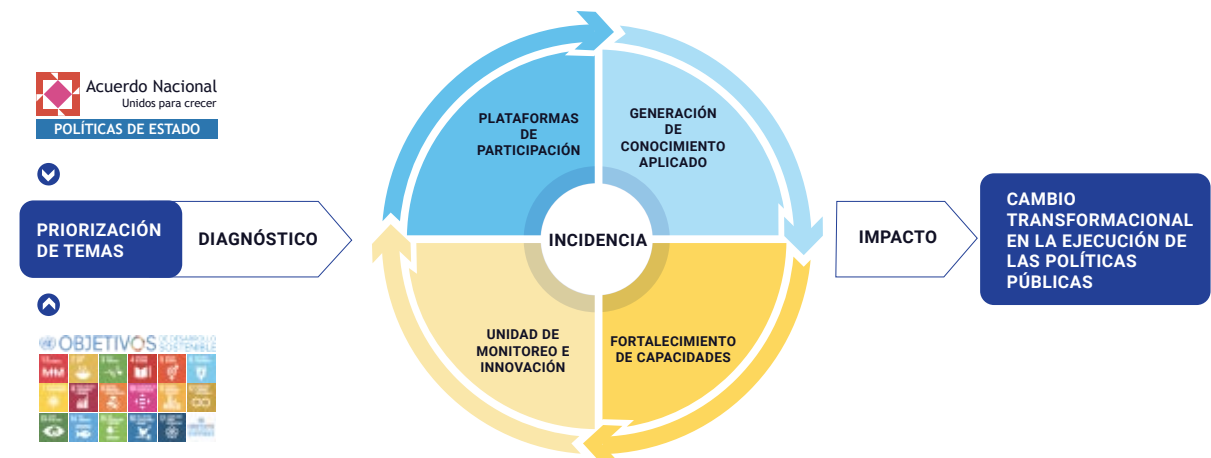 Acuerdo Nacional
Unidos para crecer
POLÍTICAS DE ESTADO
PRIORIZACIÓN
DE TEMAS
DIAGNÓSTICO
OBJETIVOS
DE DESARROLLO
SOSTENIBLE
PLATAFORMAS
DE
PARTICIPACIÓN
GENERACIÓN
DE
CONOCIMIENTO
APLICADO
INCIDENCIA
UNIDAD DE
MONITOREO E
INNOVACIÓN
FORTALECIMIENTO
DE CAPACIDADES
IMPACTO
CAMBIO
TRANSFORMACIONAL
EN LA EJECUCIÓN DE
LAS POLÍTICAS
PÚBLICAS